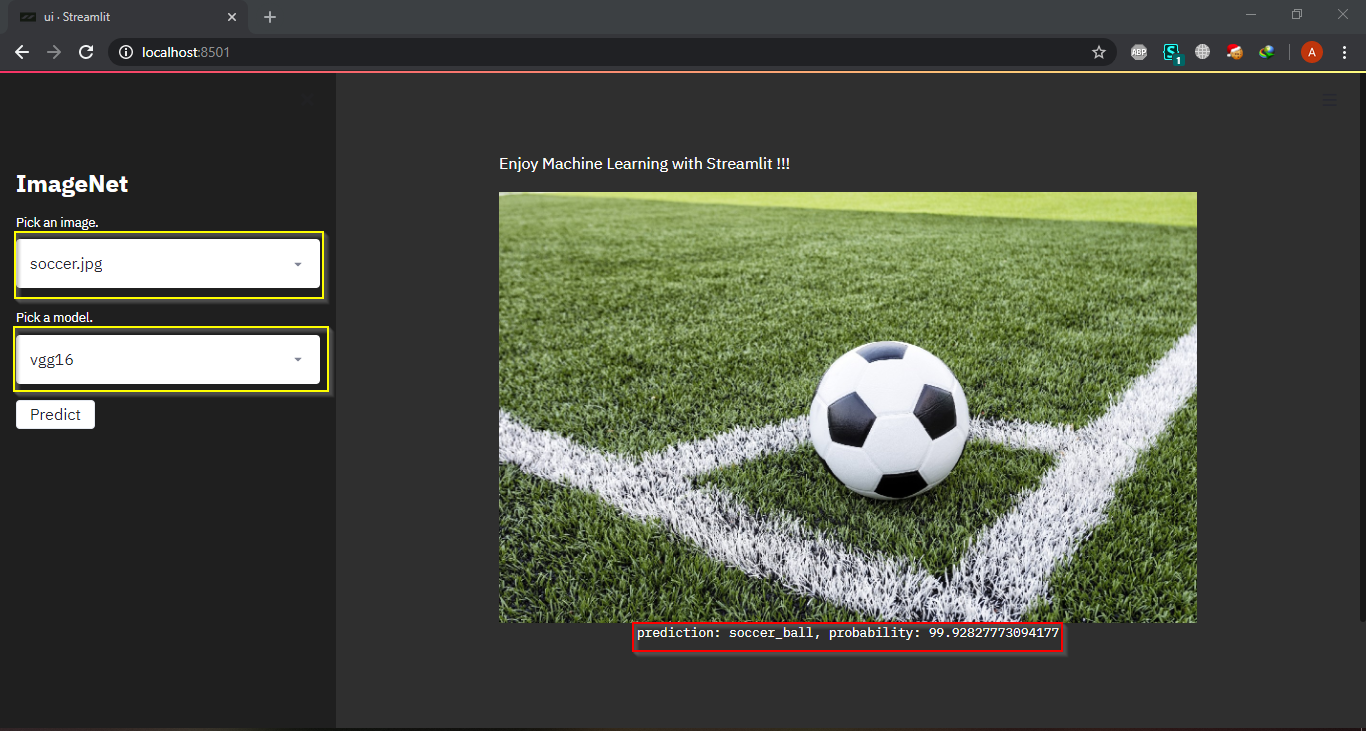 ui · Streamlit
localhost:8501
ABP
1
A
ImageNet
Pick an image.
soccer.jpg
Pick a model.
vgg16
Predict
Enjoy Machine Learning with Streamlit !!!
prediction: soccer_ball, probability: 99.92827773094177